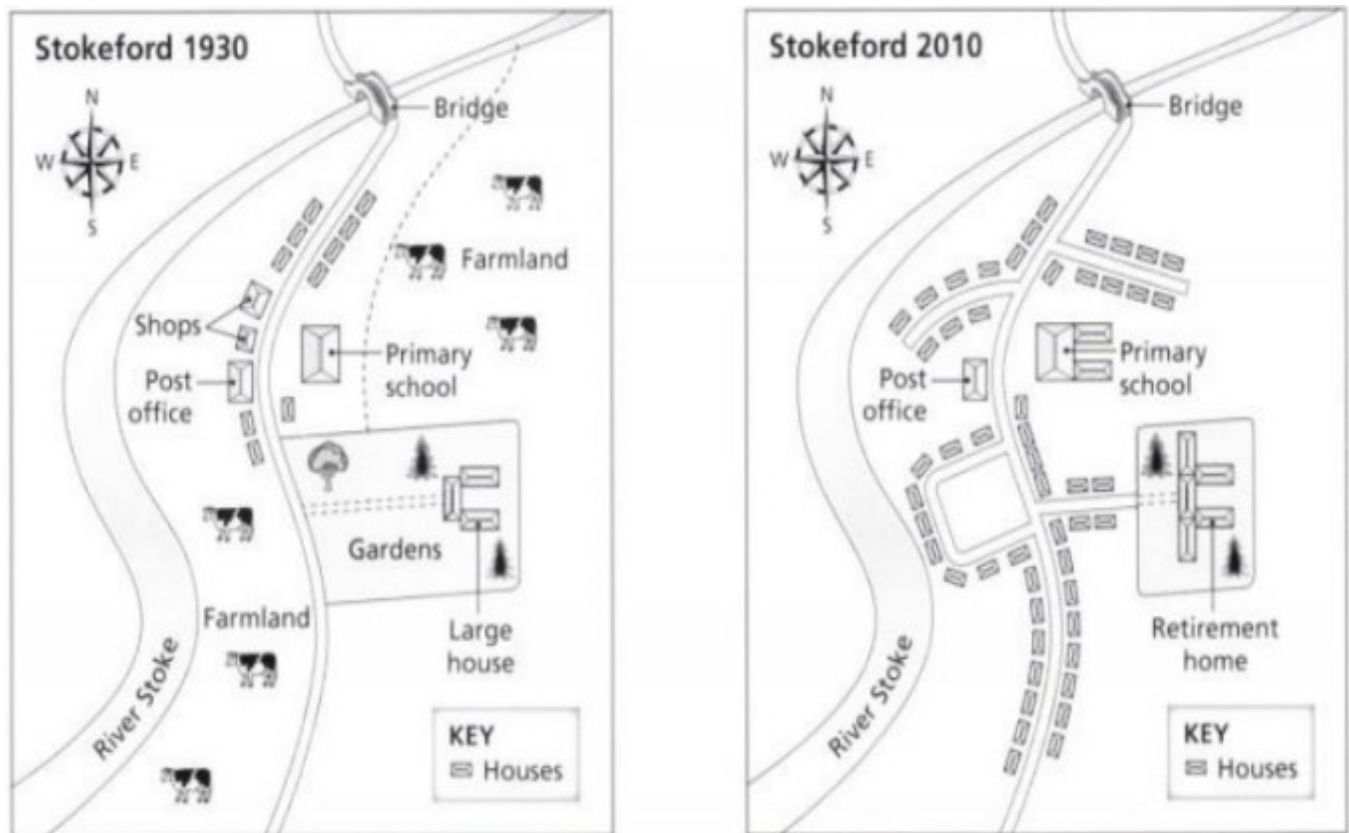 Stokeford 1930
N
W
E
S
Bridge
Farmland
Shops
Primary
school
Post
office
Gardens
Farmland
Large
house
River Stoke
KEY
Houses
Stokeford 2010
N
W
E
S
Bridge
Primary
school
Post
office
Retirement
home
River Stoke
KEY
Houses